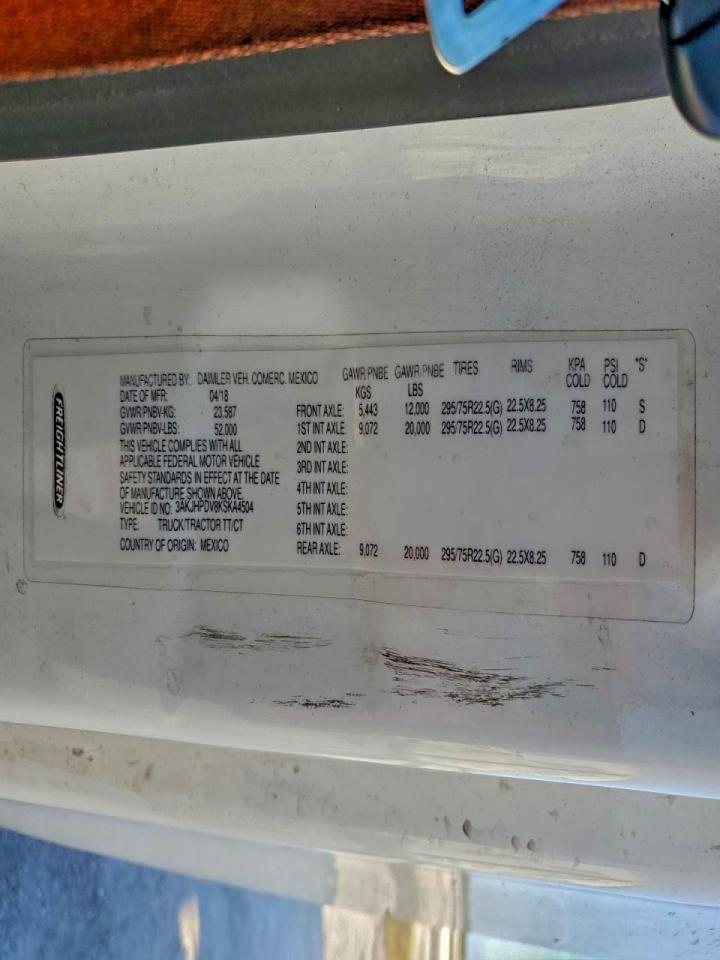 FREIGHTLINER
MANUFACTURED BY: DAIMLER VEH. COMERC. MEXICO
DATE OF MFR: 04/18
GVWR PNBV-KG: 23.587
GVWR PNBV-LBS: 52,000
THIS VEHICLE COMPLIES WITH ALL
APPLICABLE FEDERAL MOTOR VEHICLE
SAFETY STANDARDS IN EFFECT AT THE DATE
OF MANUFACTURE SHOWN ABOVE.
VEHICLE ID NO: 3AKJHPDV8KSKA4504
TYPE: TRUCK/TRACTOR TT/CT
COUNTRY OF ORIGIN: MEXICO
GAWR PNBE GAWR PNBE TIRES RIMS KPA PSI "S"
KGS LBS COLD COLD
FRONT AXLE: 5,443 12,000 295/75R22.5(G) 22.5X8.25 758 110 S
1ST INT AXLE: 9,072 20,000 295/75R22.5(G) 22.5X8.25 758 110 D
2ND INT AXLE:
3RD INT AXLE:
4TH INT AXLE:
5TH INT AXLE:
6TH INT AXLE:
REAR AXLE: 9,072 20,000 295/75R22.5(G) 22.5X8.25 758 110 D